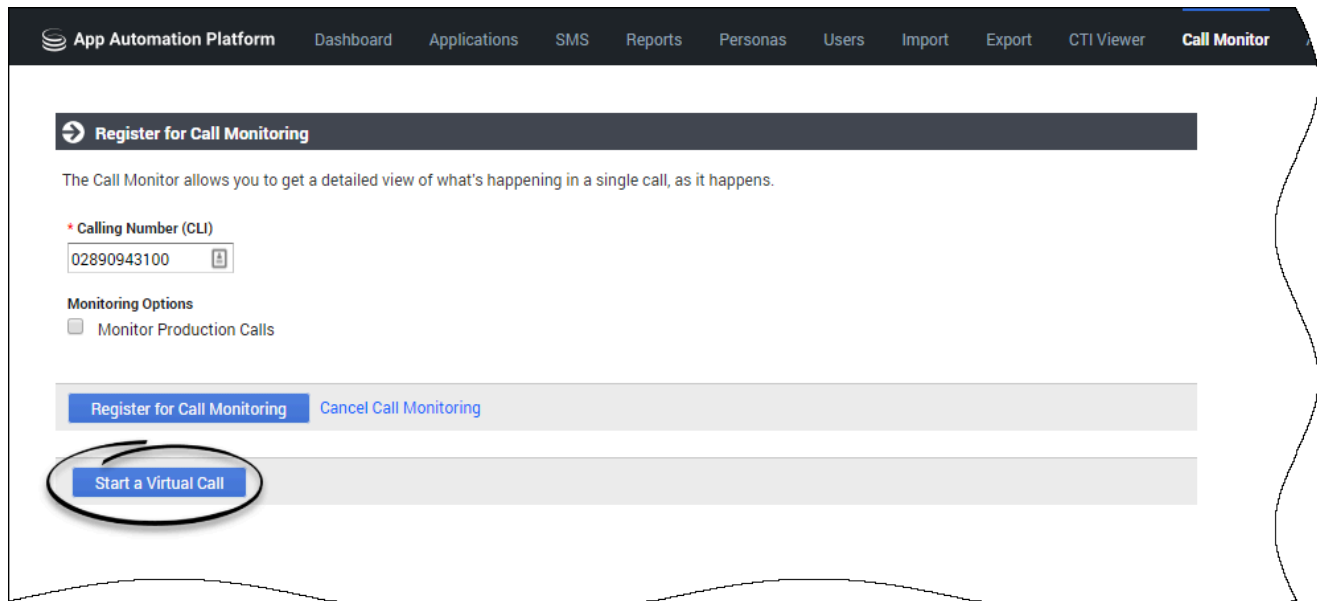 App Automation Platform Dashboard Applications SMS Reports Personas Users Import Export CTI Viewer Call Monitor
Register for Call Monitoring
The Call Monitor allows you to get a detailed view of what's happening in a single call, as it happens.
* Calling Number (CLI)
02890943100
Monitoring Options
Monitor Production Calls
Register for Call Monitoring Cancel Call Monitoring
Start a Virtual Call